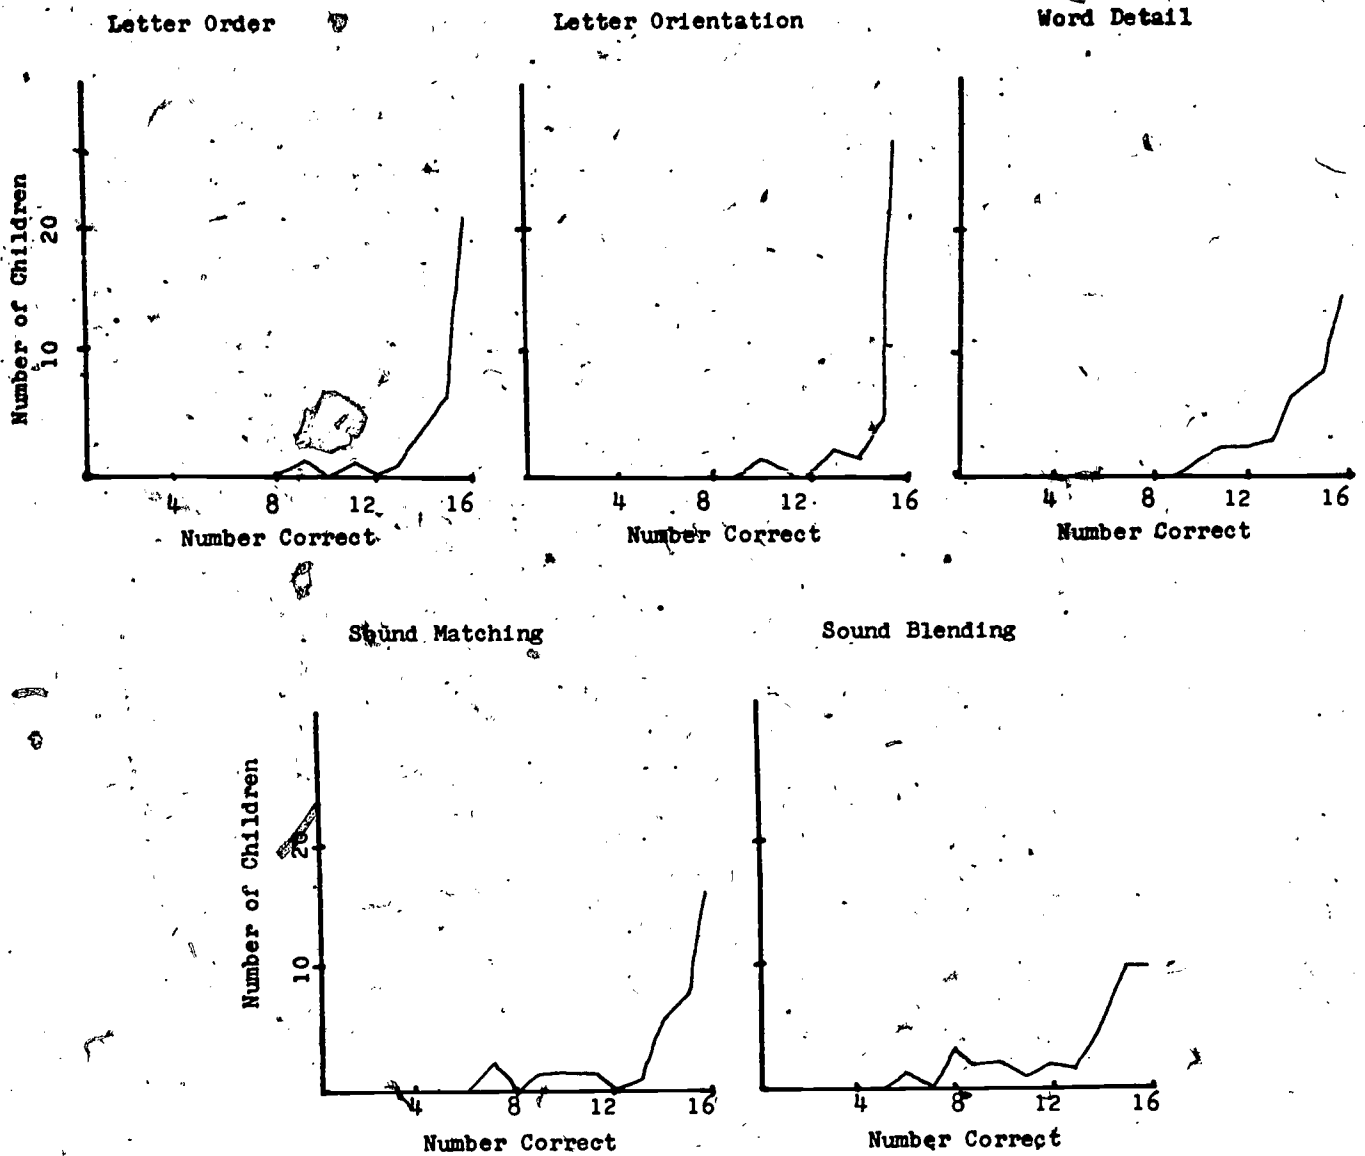 Letter Order
Letter Orientation
Word Detail
Number of Children
20
10
4 8 12 16
Number Correct
4 8 12 16
Number Correct
4 8 12 16
Number Correct
Sound Matching
Sound Blending
Number of Children
20
10
4 8 12 16
Number Correct
4 8 12 16
Number Correct